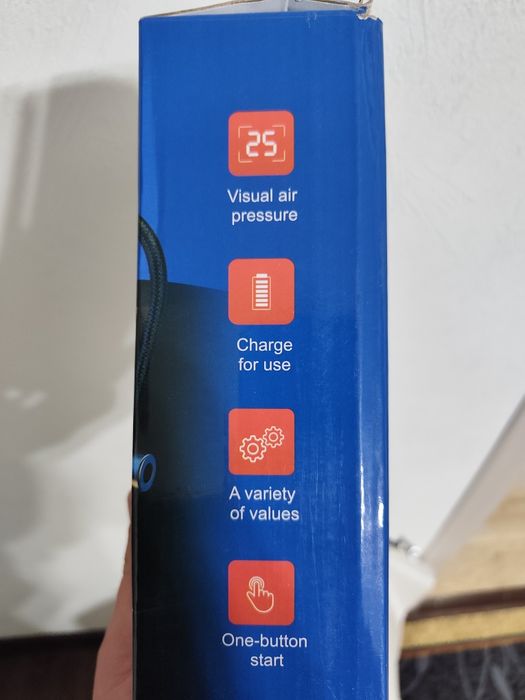 25
Visual air
pressure
Charge
for use
A variety
of values
One-button
start